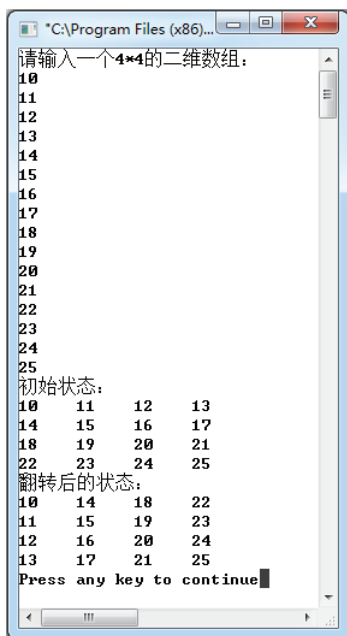 "C:\Program Files (x86)...
请输入一个4*4的二维数组：
10
11
12
13
14
15
16
17
18
19
20
21
22
23
24
25
初始状态：
10 11 12 13
14 15 16 17
18 19 20 21
22 23 24 25
翻转后的状态：
10 14 18 22
11 15 19 23
12 16 20 24
13 17 21 25
Press any key to continue